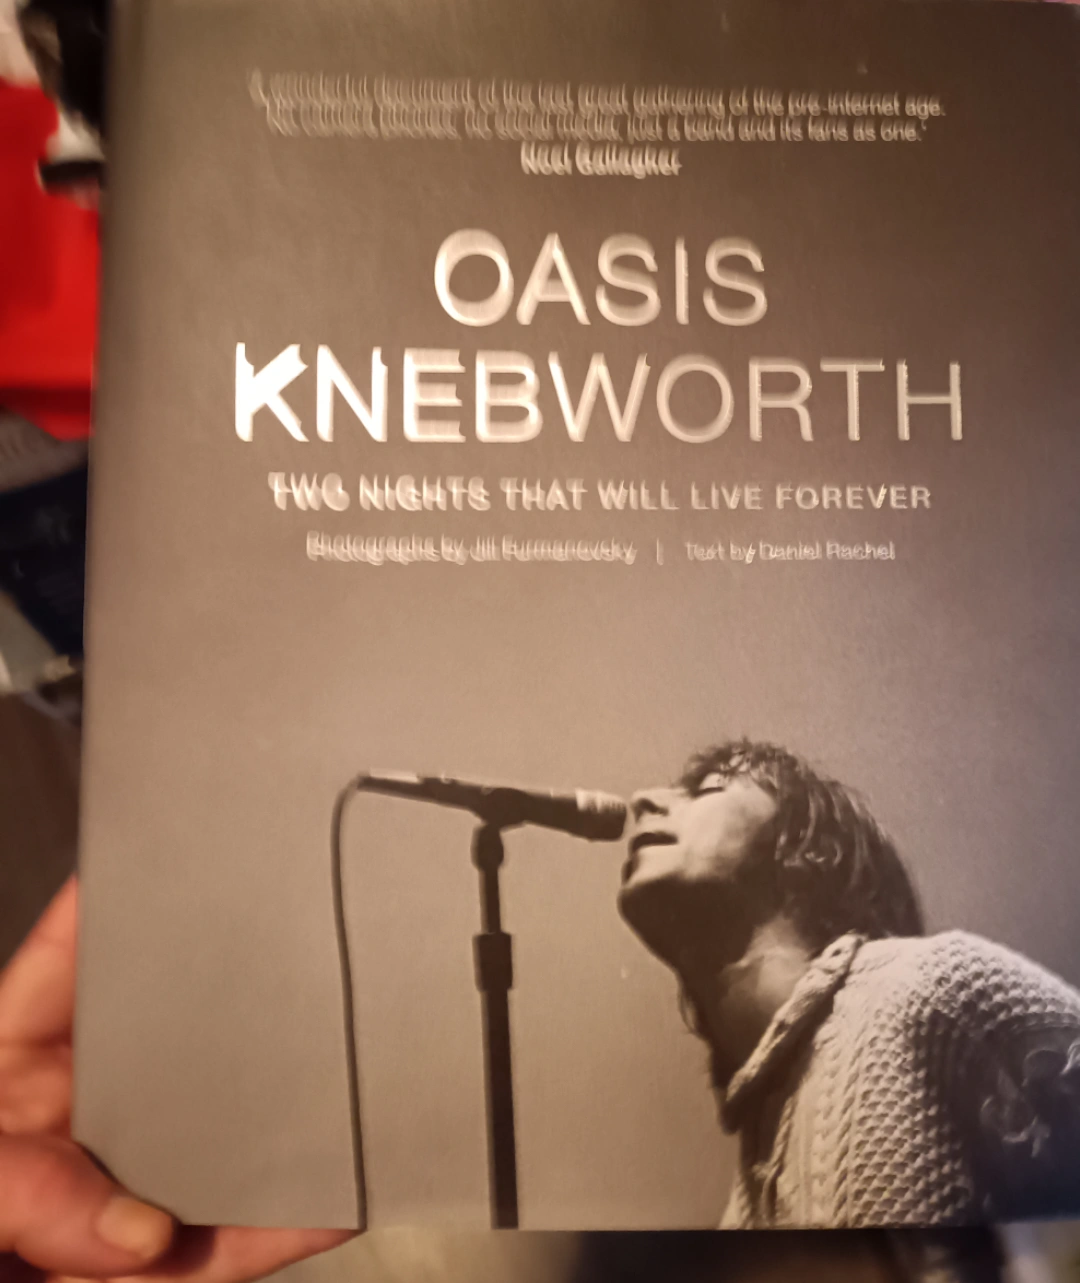 'A wonderful document of the last great gathering of the pre-internet age.
No camera phones, no social media, just a band and its fans as one.'
Noel Gallagher
OASIS
KNEBWORTH
TWO NIGHTS THAT WILL LIVE FOREVER
Photographs by Jill Furmanovsky | Text by Daniel Rachel